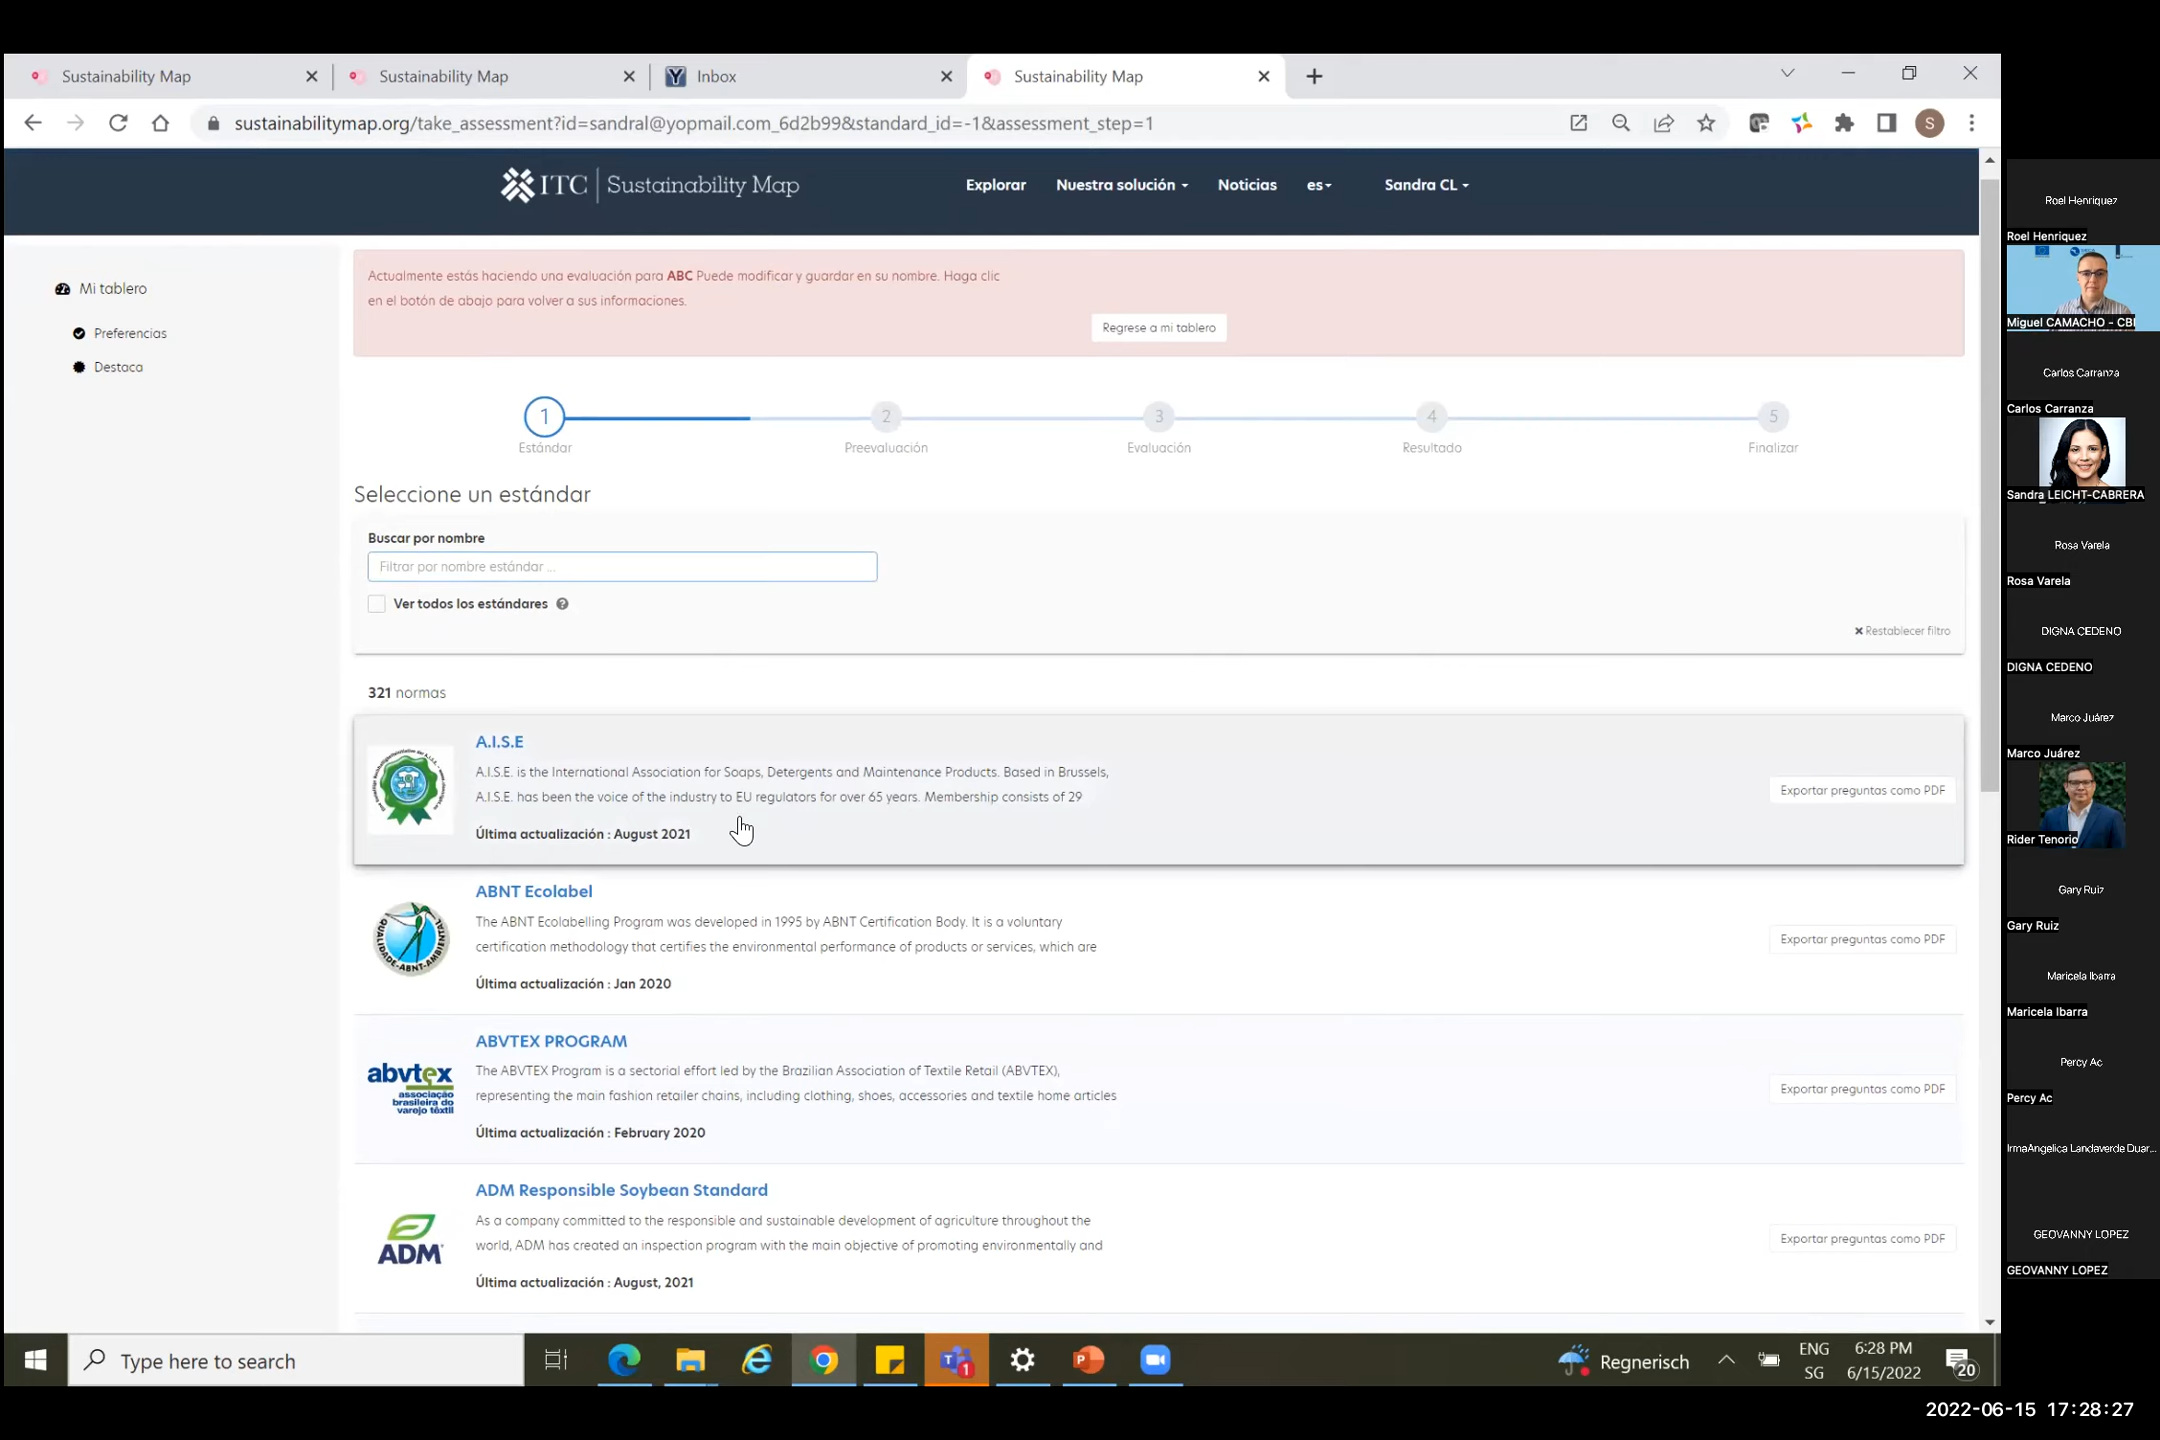 Sustainability Map
Sustainability Map
Inbox
Sustainability Map
sustainabilitymap.org/take_assessment?id=sandral@yopmail.com_6d2b99&standard_id=-1&assessment_step=1
S
ITC | Sustainability Map
Explorar
Nuestra solución
Noticias
es
Sandra CL
Mi tablero
Preferencias
Destaca
Actualmente estás haciendo una evaluación para ABC Puede modificar y guardar en su nombre. Haga clic
en el botón de abajo para volver a sus informaciones.
Regrese a mi tablero
1
2
3
4
5
Estándar
Preevaluación
Evaluación
Resultado
Finalizar
Seleccione un estándar
Buscar por nombre
Filtrar por nombre estándar ...
Ver todos los estándares
Restablecer filtro
321 normas
A.I.S.E
A.I.S.E. is the International Association for Soaps, Detergents and Maintenance Products. Based in Brussels,
A.I.S.E. has been the voice of the industry to EU regulators for over 65 years. Membership consists of 29
Última actualización : August 2021
Exportar preguntas como PDF
QUALIDADE-ABNT-AMBIENTAL
ABNT Ecolabel
The ABNT Ecolabelling Program was developed in 1995 by ABNT Certification Body. It is a voluntary
certification methodology that certifies the environmental performance of products or services, which are
Última actualización : Jan 2020
Exportar preguntas como PDF
abvtex
associação
brasileira do
varejo têxtil
ABVTEX PROGRAM
The ABVTEX Program is a sectorial effort led by the Brazilian Association of Textile Retail (ABVTEX),
representing the main fashion retailer chains, including clothing, shoes, accessories and textile home articles
Última actualización : February 2020
Exportar preguntas como PDF
ADM
ADM Responsible Soybean Standard
As a company committed to the responsible and sustainable development of agriculture throughout the
world, ADM has created an inspection program with the main objective of promoting environmentally and
Última actualización : August, 2021
Exportar preguntas como PDF
Type here to search
1
Regnerisch
ENG
SG
6:28 PM
6/15/2022
20
Roel Henriquez
Roel Henriquez
Miguel CAMACHO - CBI
Carlos Carranza
Carlos Carranza
Sandra LEICHT-CABRERA
Rosa Varela
Rosa Varela
DIGNA CEDENO
DIGNA CEDENO
Marco Juárez
Marco Juárez
Rider Tenorio
Gary Ruiz
Gary Ruiz
Maricela Ibarra
Maricela Ibarra
Percy Ac
Percy Ac
IrmaAngelica Landaverde Duar...
GEOVANNY LOPEZ
GEOVANNY LOPEZ
2022-06-15 17:28:27